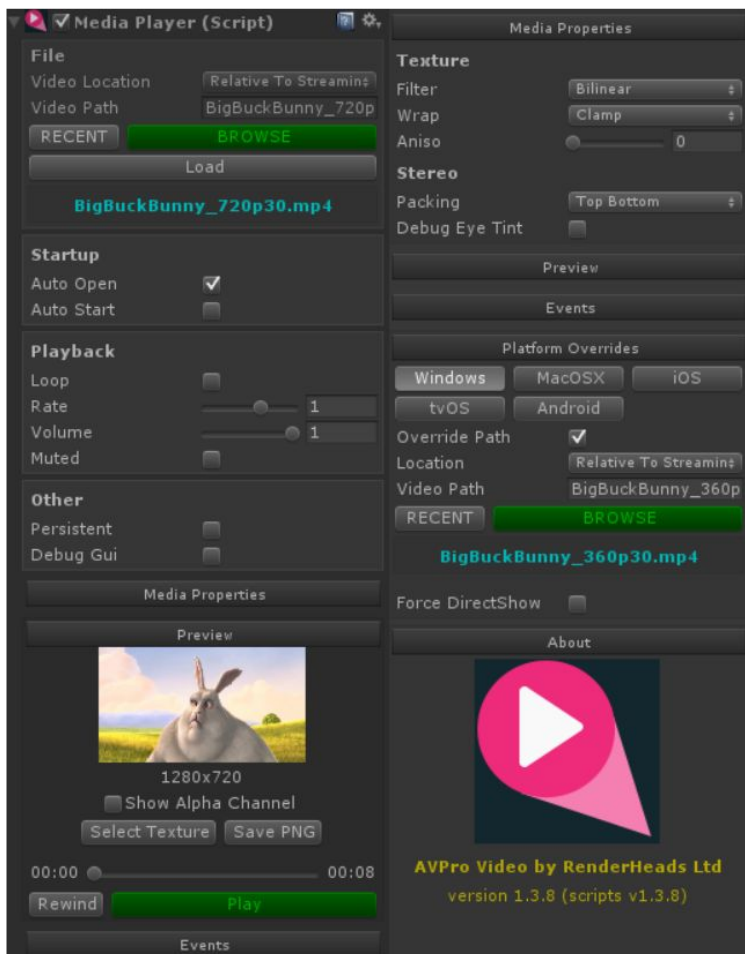 Media Player (Script)
File
Video Location Relative To Streaming
Video Path BigBuckBunny_720p
RECENT BROWSE
Load
BigBuckBunny_720p30.mp4
Startup
Auto Open
Auto Start
Playback
Loop
Rate 1
Volume 1
Muted
Other
Persistent
Debug Gui
Media Properties
Preview
1280x720
Show Alpha Channel
Select Texture Save PNG
00:00 00:08
Rewind Play
Events
Media Properties
Texture
Filter Bilinear
Wrap Clamp
Aniso 0
Stereo
Packing Top Bottom
Debug Eye Tint
Preview
Events
Platform Overrides
Windows MacOSX iOS
tvOS Android
Override Path
Location Relative To Streaming
Video Path BigBuckBunny_360p
RECENT BROWSE
BigBuckBunny_360p30.mp4
Force DirectShow
About
AVPro Video by RenderHeads Ltd
version 1.3.8 (scripts v1.3.8)